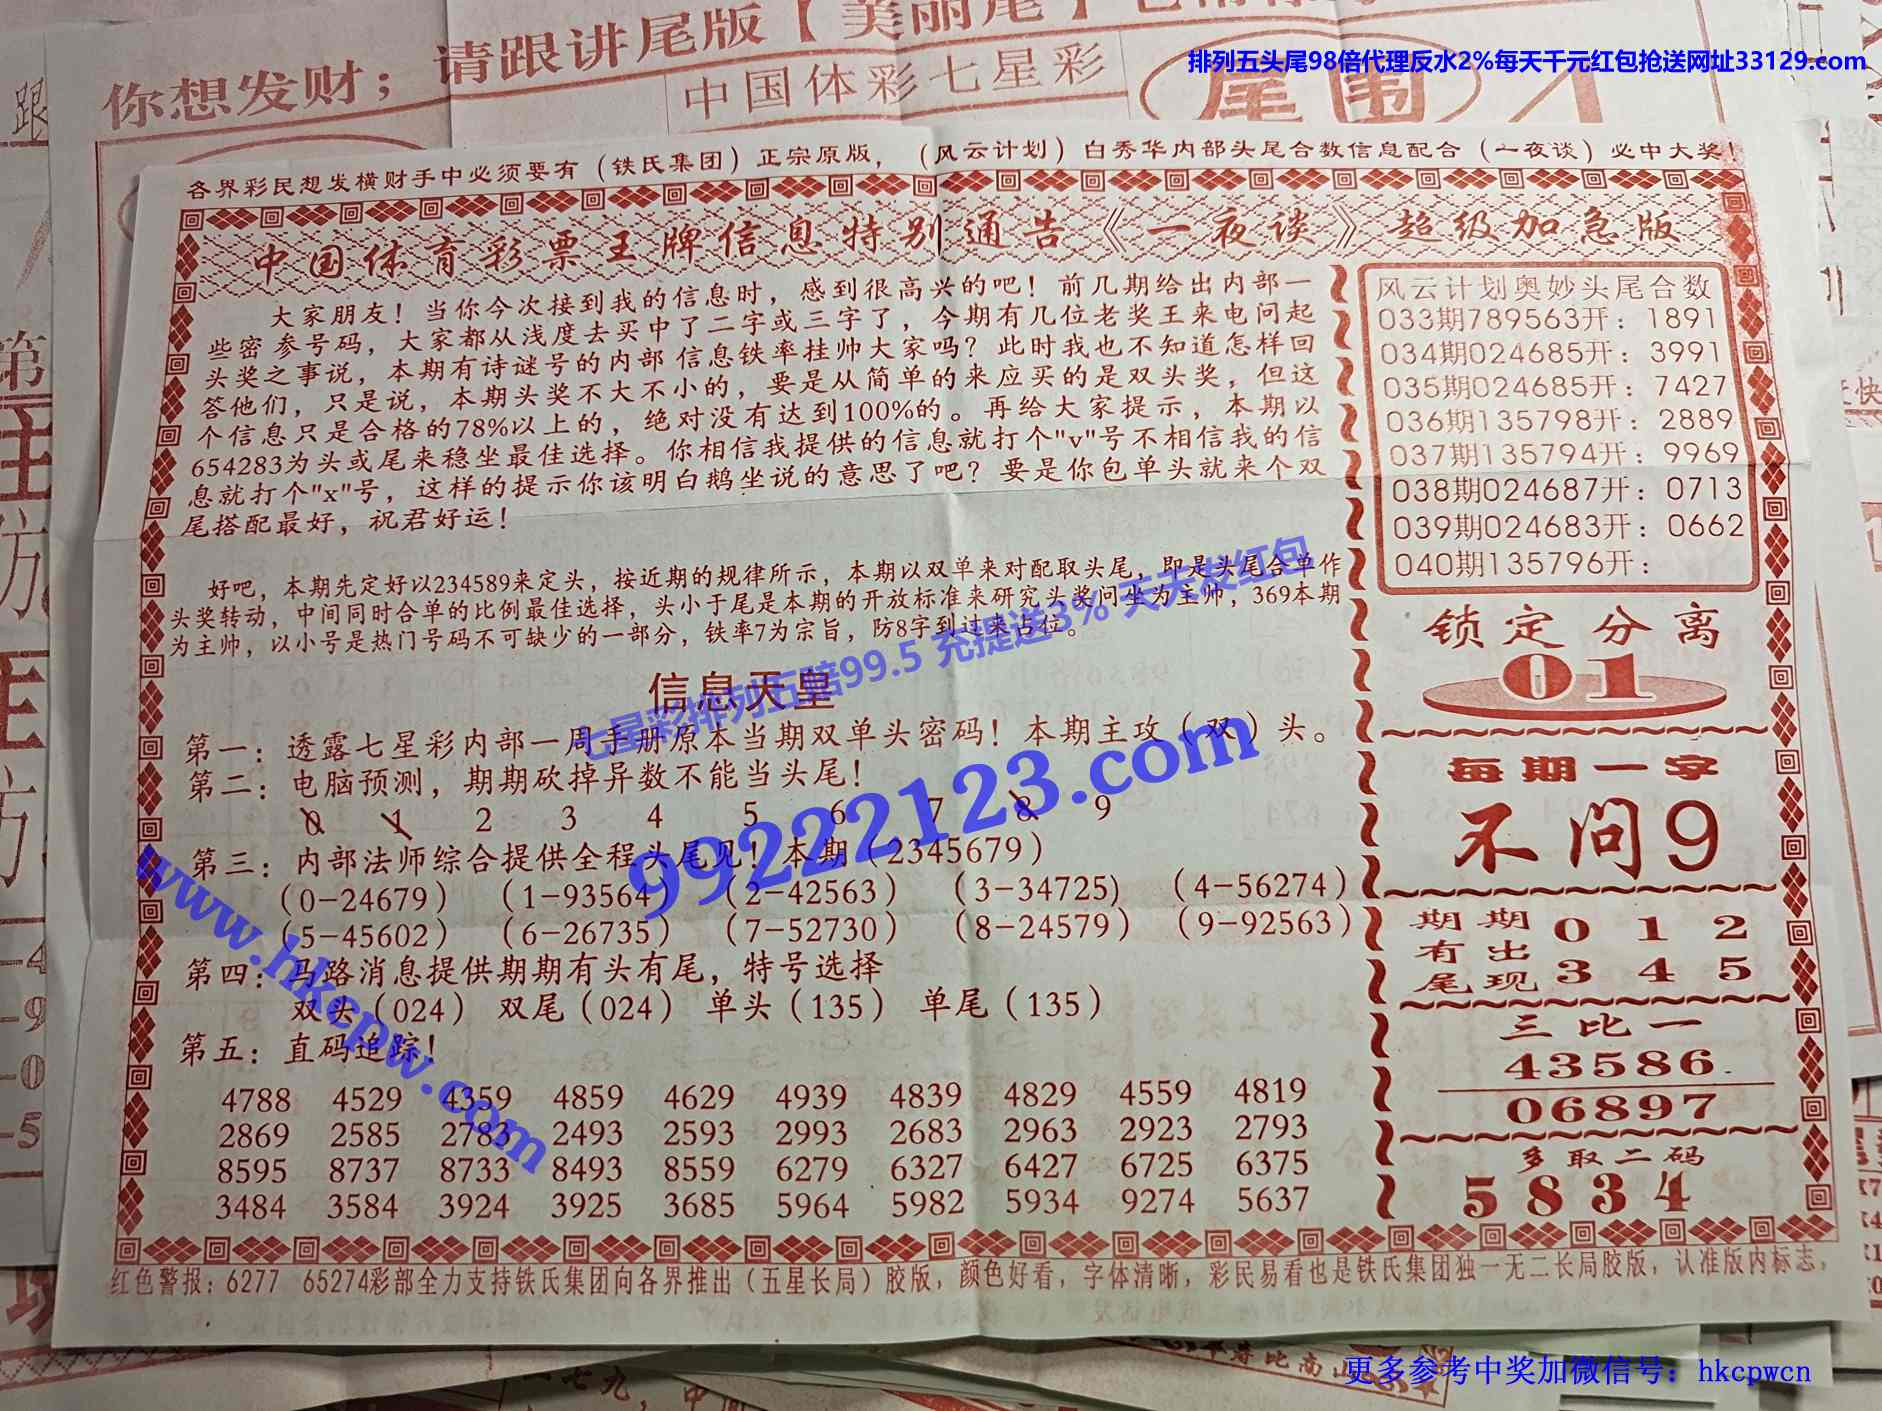 你想发财；请跟讲尾版【美丽尾】
中国体彩七星彩
尾围
排列五头尾98倍代理反水2%每天千元红包抢送网址33129.com
各界彩民想发横财手中必须要有（铁氏集团）正宗原版，（风云计划）白秀华内部头尾合数信息配合（一夜谈）必中大奖！
中国体育彩票王牌信息特别通告《一夜谈》超级加急版
大家朋友！当你今次接到我的信息时，感到很高兴的吧！前几期给出内部一
些密参号码，大家都从浅度去买中了二字或三字了，今期有几位老奖王来电问起
头奖之事说，本期有诗谜号的内部 信息铁率挂帅大家吗？此时我也不知道怎样回
答他们，只是说，本期头奖不大不小的，要是从简单的来应买的是双头奖，但这
个信息只是合格的78%以上的，绝对没有达到100%的。再给大家提示，本期以
654283为头或尾来稳坐最佳选择。你相信我提供的信息就打个"v"号不相信我的信
息就打个"x"号，这样的提示你该明白鹅坐说的意思了吧？要是你包单头就来个双
尾搭配最好，祝君好运！
好吧，本期先定好以234589来定头，按近期的规律所示，本期以双单来对配取头尾，即是头尾合单作
头奖转动，中间同时合单的比例最佳选择，头小于尾是本期的开放标准来研究头奖问坐为主帅，369本期
为主帅，以小号是热门号码不可缺少的一部分，铁率7为宗旨，防8字到过来占位。
七星彩排列五赔99.5 充提送3% 天天发红包
信息天皇
第一：透露七星彩内部一周手册原本当期双单头密码！本期主攻（双）头。
第二：电脑预测，期期砍掉异数不能当头尾！
0 1 2 3 4 5 6 7 8 9
第三：内部法师综合提供全程头尾见！本期（2345679）
（0-24679） （1-93564） （2-42563） （3-34725） （4-56274）
（5-45602） （6-26735） （7-52730） （8-24579） （9-92563）
第四：马路消息提供期期有头有尾，特号选择
双头（024） 双尾（024） 单头（135） 单尾（135）
第五：直码追踪！
4788 4529 4359 4859 4629 4939 4839 4829 4559 4819
2869 2585 2783 2493 2593 2993 2683 2963 2923 2793
8595 8737 8733 8493 8559 6279 6327 6427 6725 6375
3484 3584 3924 3925 3685 5964 5982 5934 9274 5637
99222123.com
www.hkcpw.com
风云计划奥妙头尾合数
033期789563开：1891
034期024685开：3991
035期024685开：7427
036期135798开：2889
037期135794开：9969
038期024687开：0713
039期024683开：0662
040期135796开：
锁定分离
01
每期一字
不问9
期期 0 1 2
有出
尾现 3 4 5
三比一
43586
06897
多取二码
5834
红色警报：6277 65274彩部全力支持铁氏集团向各界推出（五星长局）胶版，颜色好看，字体清晰，彩民易看也是铁氏集团独一无二长局胶版，认准版内标志，
更多参考中奖加微信号：hkcpwcn